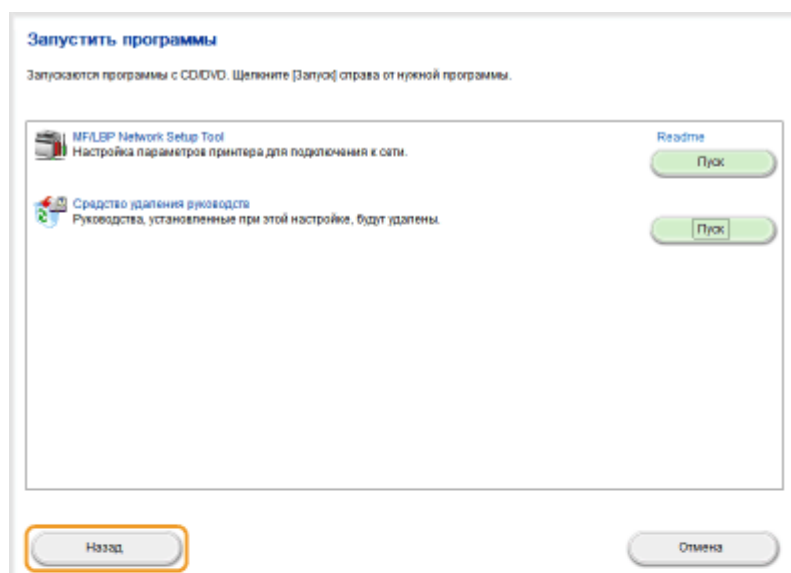 Запустить программы
Запускаются программы с CD/DVD. Щелкните [Запуск] справа от нужной программы.
MF/LBP Network Setup Tool
Readme
Настройка параметров принтера для подключения к сети.
Пуск
Средство удаления руководств
Руководства, установленные при этой настройке, будут удалены.
Пуск
Назад
Отмена